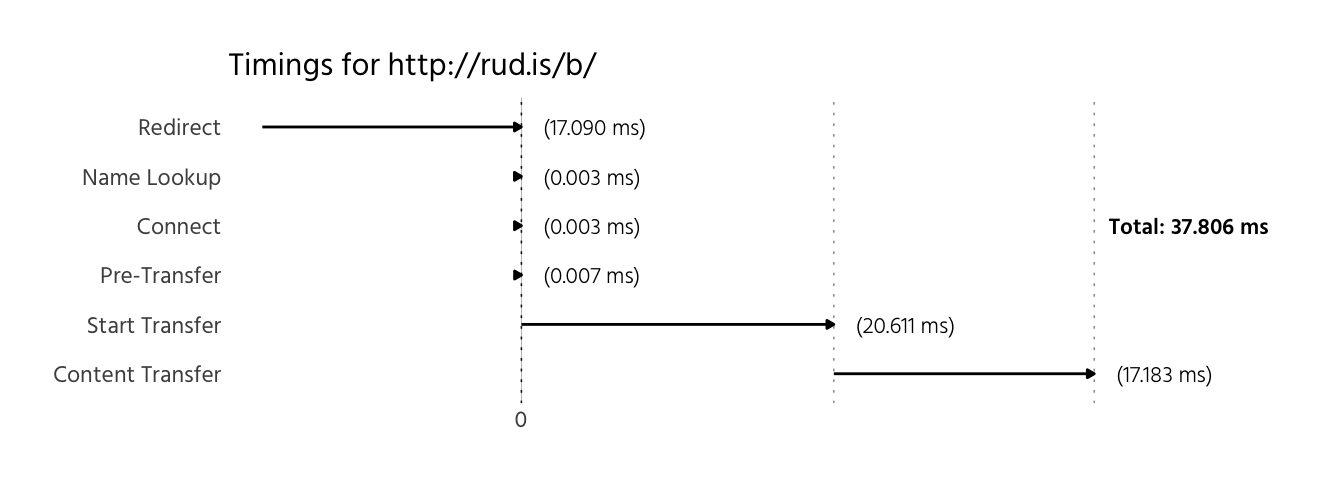 Timings for http://rud.is/b/
Redirect (17.090 ms)
Name Lookup (0.003 ms)
Connect (0.003 ms) Total: 37.806 ms
Pre-Transfer (0.007 ms)
Start Transfer (20.611 ms)
Content Transfer (17.183 ms)
0